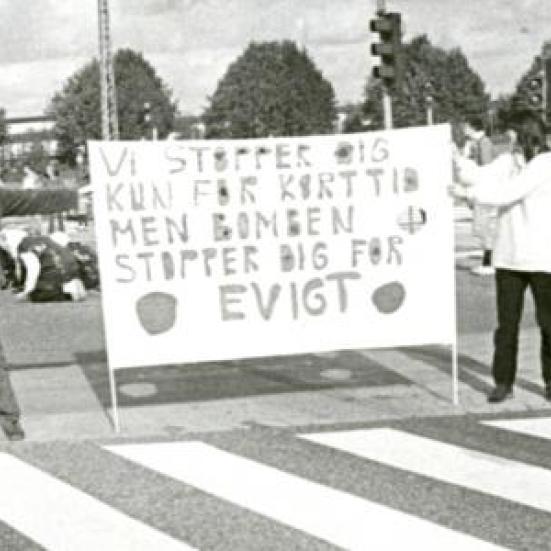 VI STOPPER DIG
KUN FOR KORT TID
MEN BOMBEN
STOPPER DIG FOR
EVIGT